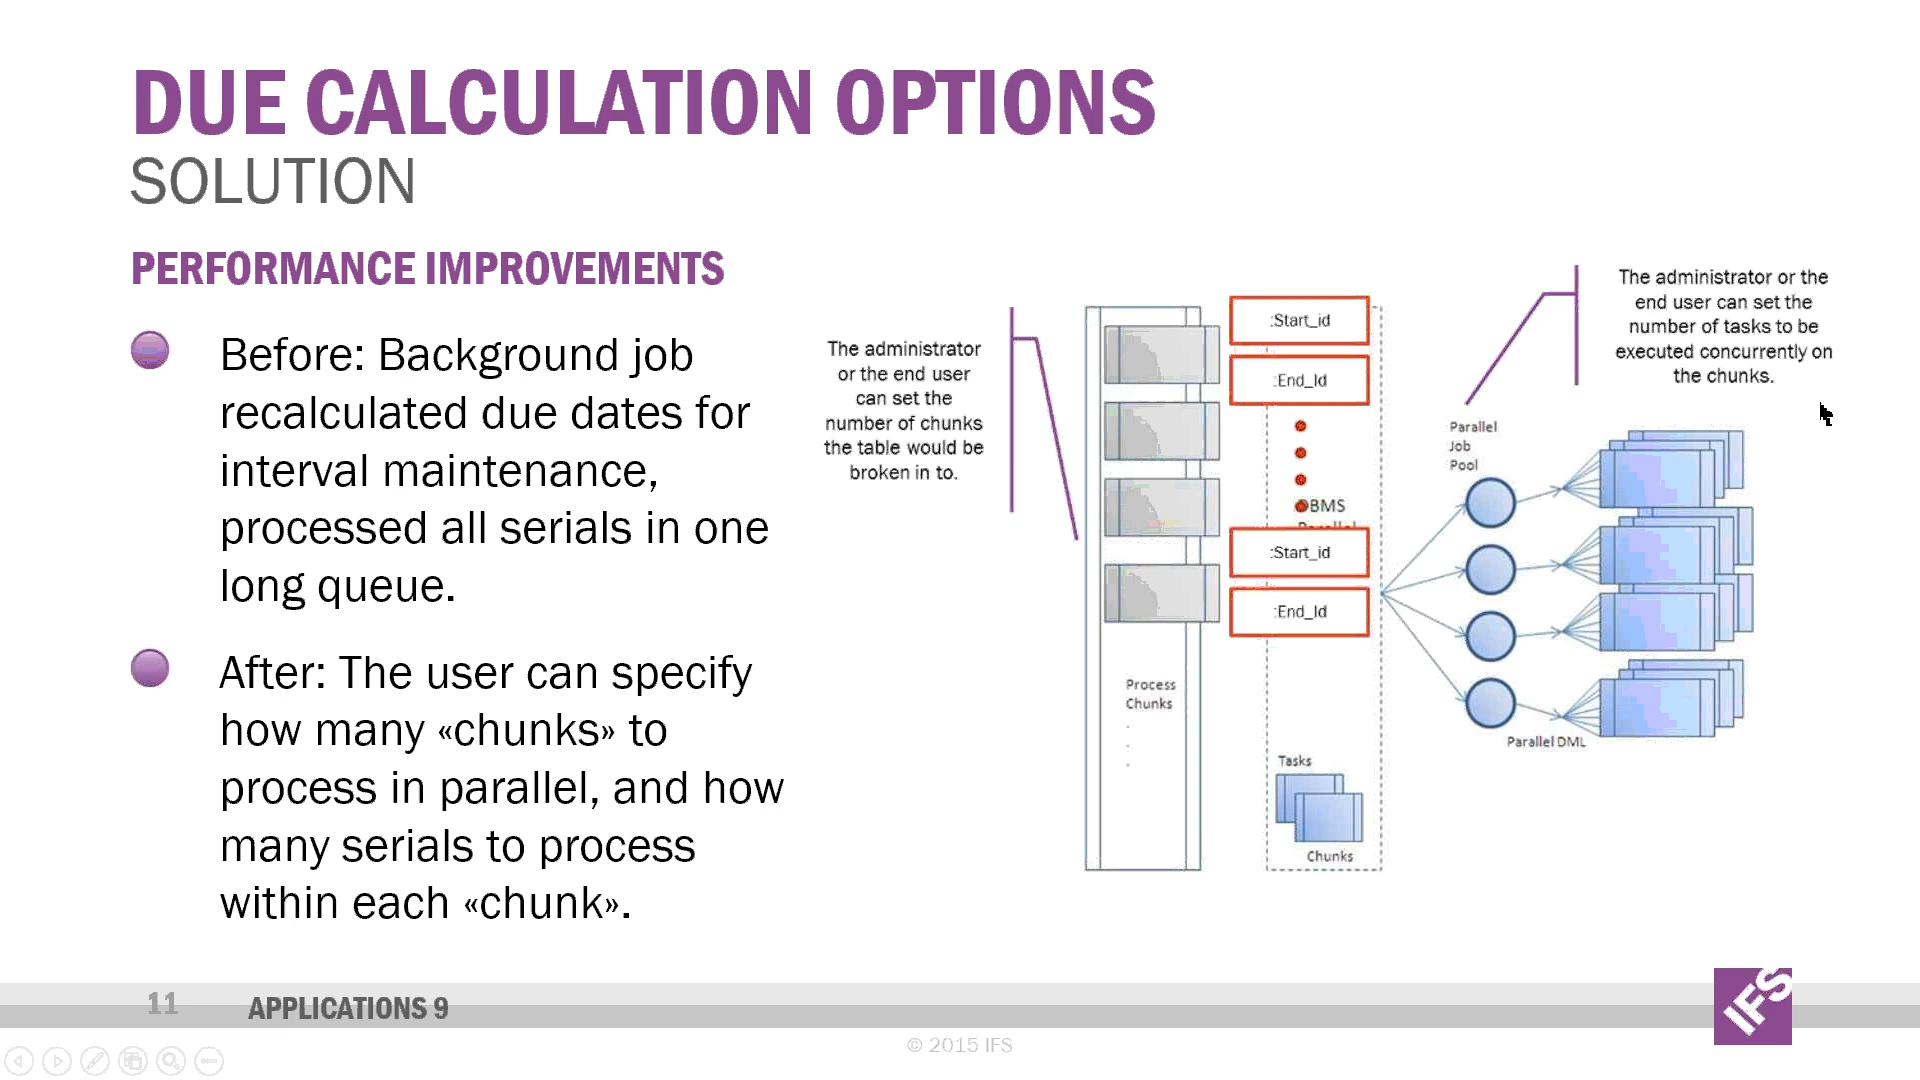 DUE CALCULATION OPTIONS
SOLUTION
PERFORMANCE IMPROVEMENTS
Before: Background job
recalculated due dates for
interval maintenance,
processed all serials in one
long queue.
After: The user can specify
how many «chunks» to
process in parallel, and how
many serials to process
within each «chunk».
The administrator
or the end user
can set the
number of chunks
the table would be
broken in to.
Process
Chunks
:Start_id
:End_Id
DBMS
Parallel
:Start_id
:End_Id
Tasks
Chunks
The administrator or the
end user can set the
number of tasks to be
executed concurrently on
the chunks.
Parallel
Job
Pool
Parallel DML
11 APPLICATIONS 9
IFS
© 2015 IFS